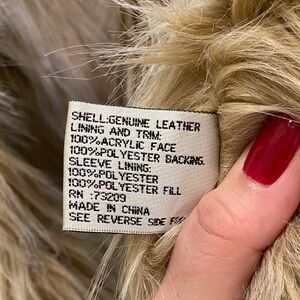 SHELL:GENUINE LEATHER
LINING AND TRIM:
100%ACRYLIC FACE
100%POLYESTER BACKING.
SLEEVE LINING:
100%POLYESTER
100%POLYESTER FILL
RN :73209
MADE IN CHINA
SEE REVERSE SIDE